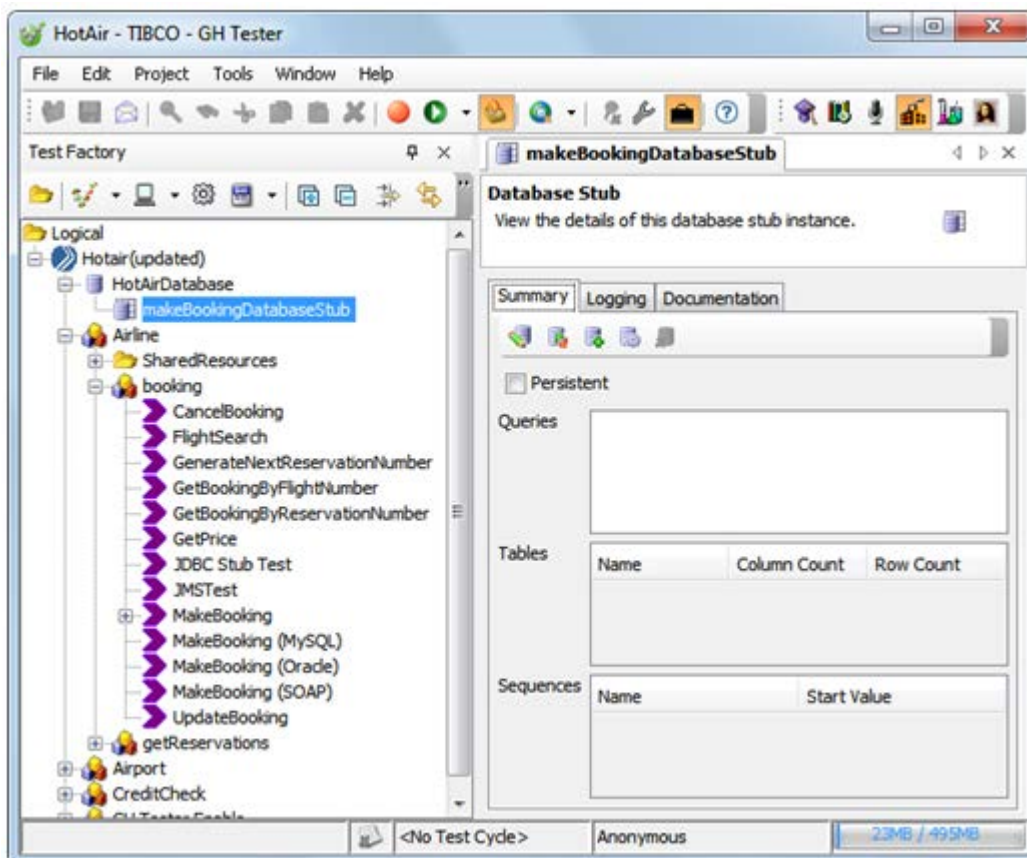 HotAir - TIBCO - GH Tester
File Edit Project Tools Window Help
Test Factory
Logical
Hotair(updated)
HotAirDatabase
makeBookingDatabaseStub
Airline
SharedResources
booking
CancelBooking
FlightSearch
GenerateNextReservationNumber
GetBookingByFlightNumber
GetBookingByReservationNumber
GetPrice
JDBC Stub Test
JMSTest
MakeBooking
MakeBooking (MySQL)
MakeBooking (Oracle)
MakeBooking (SOAP)
UpdateBooking
getReservations
Airport
CreditCheck
makeBookingDatabaseStub
Database Stub
View the details of this database stub instance.
Summary Logging Documentation
Persistent
Queries
Tables
Name Column Count Row Count
Sequences
Name Start Value
<No Test Cycle> Anonymous 23MB / 495MB